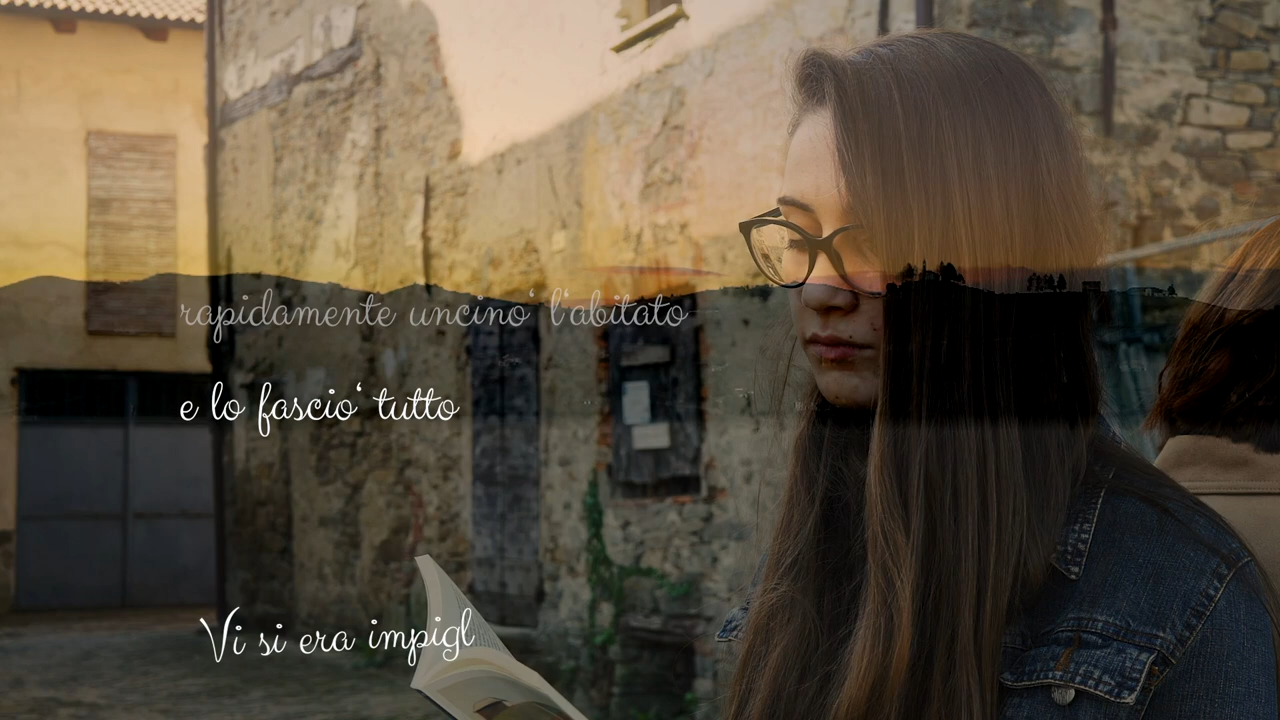 rapidamente uncino' l'abitato
e lo fascio' tutto
Vi si era impigl